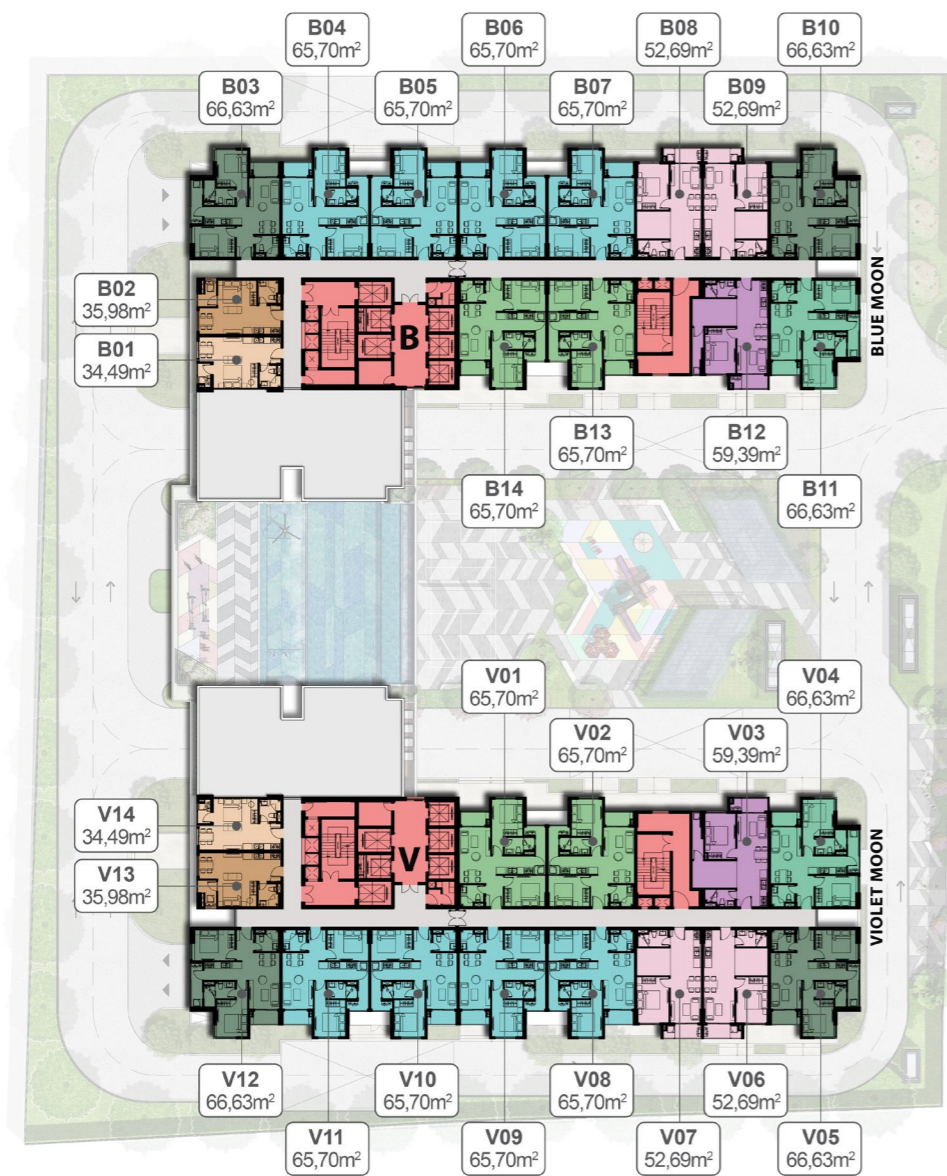 B04
65,70m²
B06
65,70m²
B08
52,69m²
B10
66,63m²
B03
66,63m²
B05
65,70m²
B07
65,70m²
B09
52,69m²
B02
35,98m²
B01
34,49m²
B
BLUE MOON
B13
65,70m²
B12
59,39m²
B14
65,70m²
B11
66,63m²
V01
65,70m²
V04
66,63m²
V02
65,70m²
V03
59,39m²
V14
34,49m²
V13
35,98m²
V
VIOLET MOON
V12
66,63m²
V10
65,70m²
V08
65,70m²
V06
52,69m²
V11
65,70m²
V09
65,70m²
V07
52,69m²
V05
66,63m²